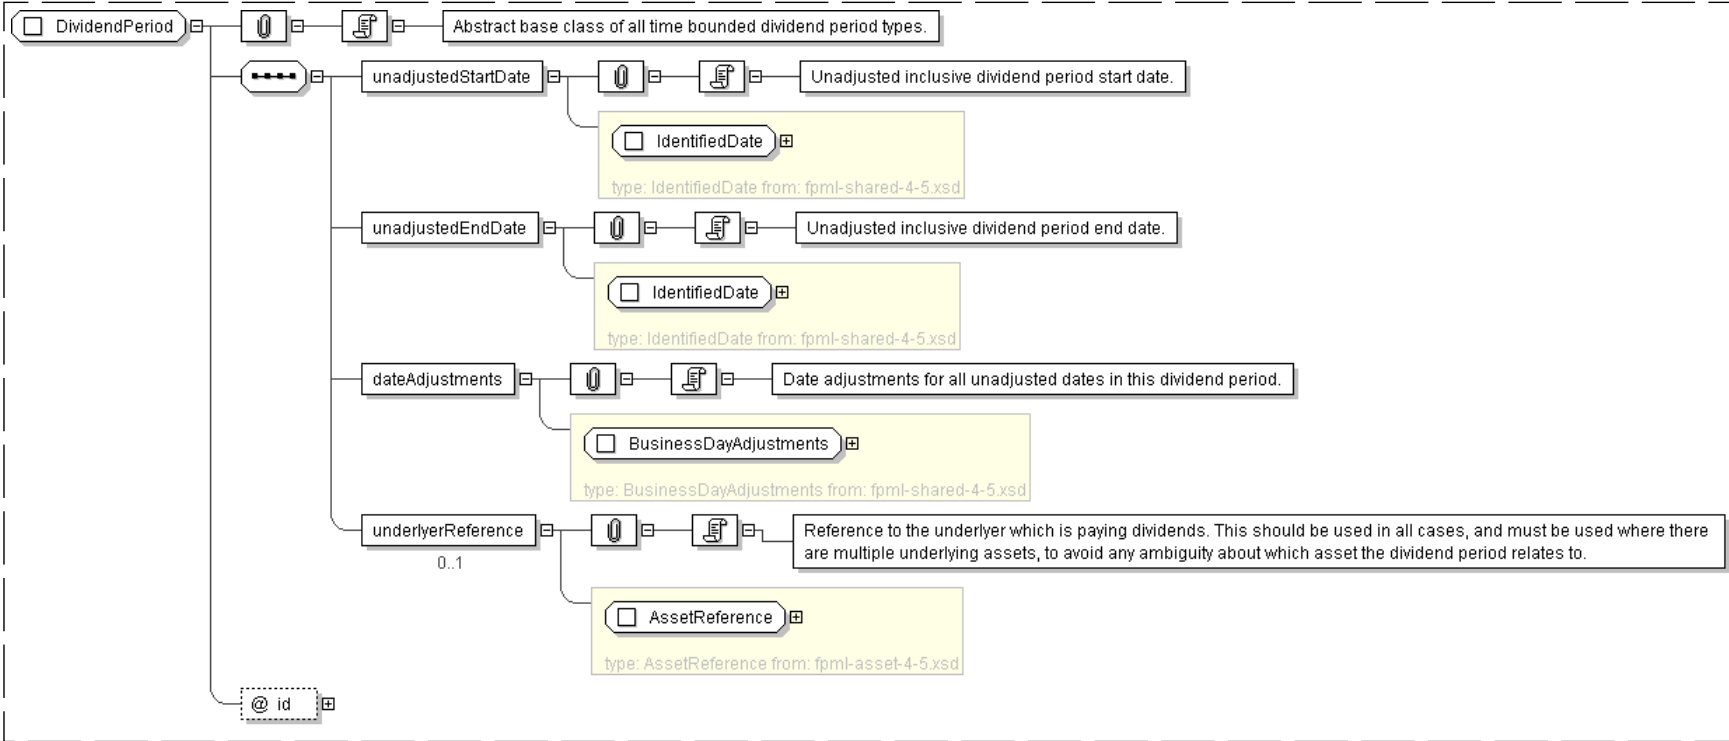 DividendPeriod
Abstract base class of all time bounded dividend period types.
unadjustedStartDate
Unadjusted inclusive dividend period start date.
IdentifiedDate
type: IdentifiedDate from: fpml-shared-4-5.xsd
unadjustedEndDate
Unadjusted inclusive dividend period end date.
IdentifiedDate
type: IdentifiedDate from: fpml-shared-4-5.xsd
dateAdjustments
Date adjustments for all unadjusted dates in this dividend period.
BusinessDayAdjustments
type: BusinessDayAdjustments from: fpml-shared-4-5.xsd
underlyerReference
0..1
Reference to the underlyer which is paying dividends. This should be used in all cases, and must be used where there
are multiple underlying assets, to avoid any ambiguity about which asset the dividend period relates to.
AssetReference
type: AssetReference from: fpml-asset-4-5.xsd
@ id